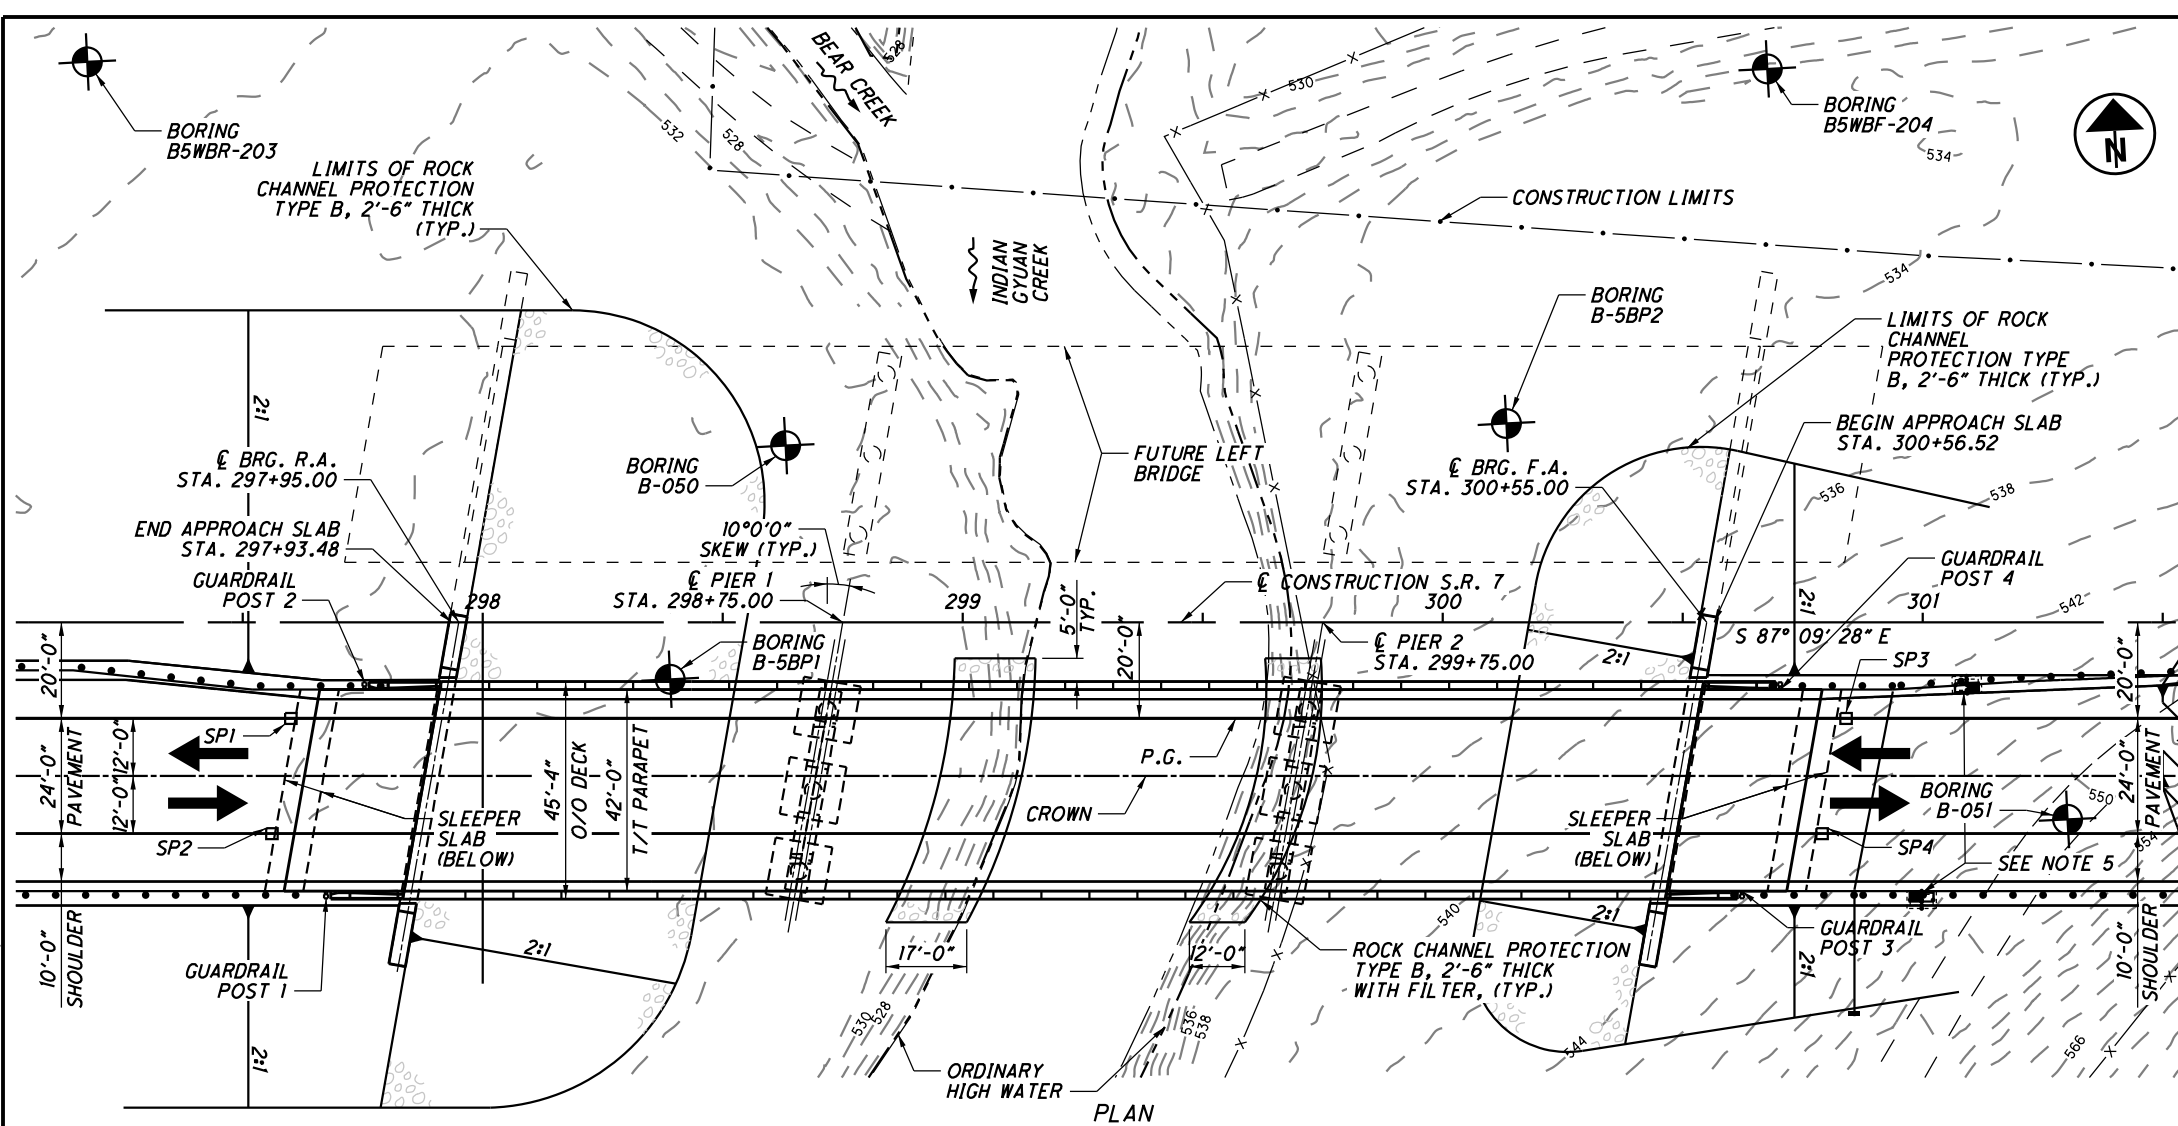 BEAR CREEK
528
BORING
B5WBR-203
532
528
LIMITS OF ROCK
CHANNEL PROTECTION
TYPE B, 2'-6" THICK
(TYP.)
530
BORING
B5WBF-204
534
N
CONSTRUCTION LIMITS
INDIAN
GYUAN
CREEK
534
BORING
B-5BP2
LIMITS OF ROCK
CHANNEL
PROTECTION TYPE
B, 2'-6" THICK (TYP.)
2:1
℄ BRG. R.A.
STA. 297+95.00
BORING
B-050
FUTURE LEFT
BRIDGE
℄ BRG. F.A.
STA. 300+55.00
BEGIN APPROACH SLAB
STA. 300+56.52
536
538
END APPROACH SLAB
STA. 297+93.48
10°0'0"
SKEW (TYP.)
GUARDRAIL
POST 2
298
℄ PIER 1
STA. 298+75.00
299
5'-0"
TYP.
℄ CONSTRUCTION S.R. 7
300
GUARDRAIL
POST 4
2:1
301
542
20'-0"
BORING
B-5BP1
20'-0"
℄ PIER 2
STA. 299+75.00
2:1
S 87° 09' 28" E
SP3
20'-0"
SP1
24'-0"
PAVEMENT
12'-0"
12'-0"
45'-4"
O/O DECK
42'-0"
T/T PARAPET
P.G.
CROWN
SP2
SLEEPER
SLAB
(BELOW)
SLEEPER
SLAB
(BELOW)
BORING
B-051
550
24'-0"
PAVEMENT
554
SP4
SEE NOTE 5
10'-0"
SHOULDER
2:1
GUARDRAIL
POST 1
17'-0"
12'-0"
540
2:1
GUARDRAIL
POST 3
ROCK CHANNEL PROTECTION
TYPE B, 2'-6" THICK
WITH FILTER, (TYP.)
2:1
10'-0"
SHOULDER
530
528
536
538
544
566
2:1
ORDINARY
HIGH WATER
PLAN